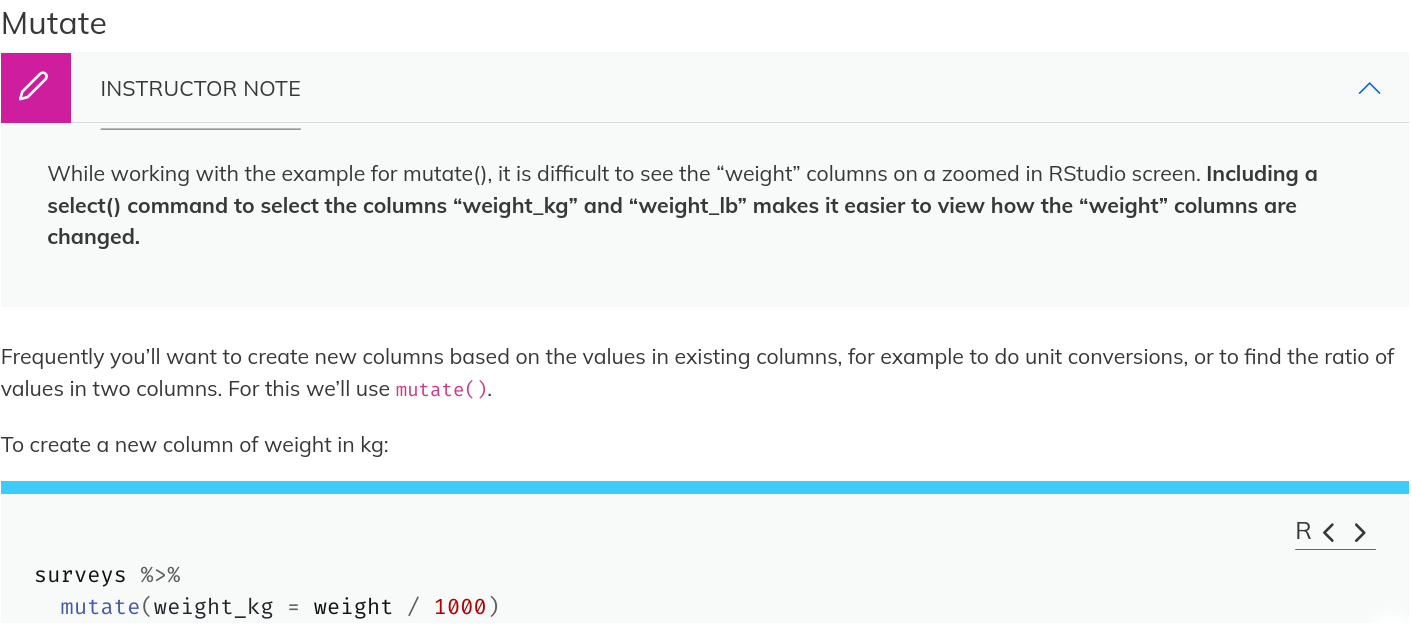 Mutate
INSTRUCTOR NOTE
While working with the example for mutate(), it is difficult to see the “weight” columns on a zoomed in RStudio screen. Including a
select() command to select the columns “weight_kg” and “weight_lb” makes it easier to view how the “weight” columns are
changed.
Frequently you’ll want to create new columns based on the values in existing columns, for example to do unit conversions, or to find the ratio of
values in two columns. For this we’ll use mutate().
To create a new column of weight in kg:
R < >
surveys %>%
  mutate(weight_kg = weight / 1000)